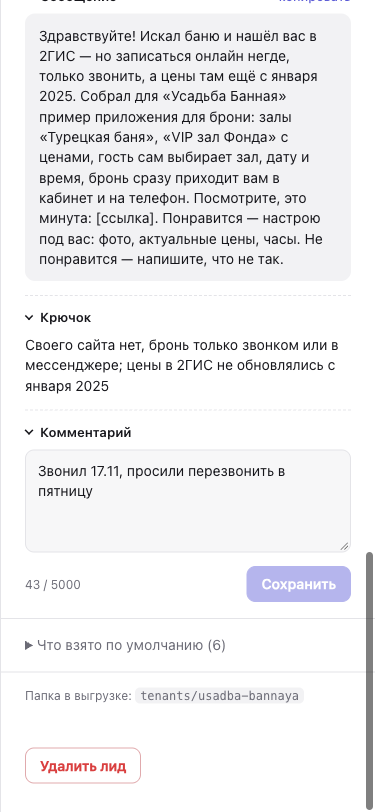 Здравствуйте! Искал баню и нашёл вас в
2ГИС — но записаться онлайн негде,
только звонить, а цены там ещё с января
2025. Собрал для «Усадьба Банная»
пример приложения для брони: залы
«Турецкая баня», «VIP зал Фонда» с
ценами, гость сам выбирает зал, дату и
время, бронь сразу приходит вам в
кабинет и на телефон. Посмотрите, это
минута: [ссылка]. Понравится — настрою
под вас: фото, актуальные цены, часы. Не
понравится — напишите, что не так.
Крючок
Своего сайта нет, бронь только звонком или в
мессенджере; цены в 2ГИС не обновлялись с
января 2025
Комментарий
Звонил 17.11, просили перезвонить в
пятницу
43 / 5000
Сохранить
Что взято по умолчанию (6)
Папка в выгрузке: tenants/usadba-bannaya
Удалить лид